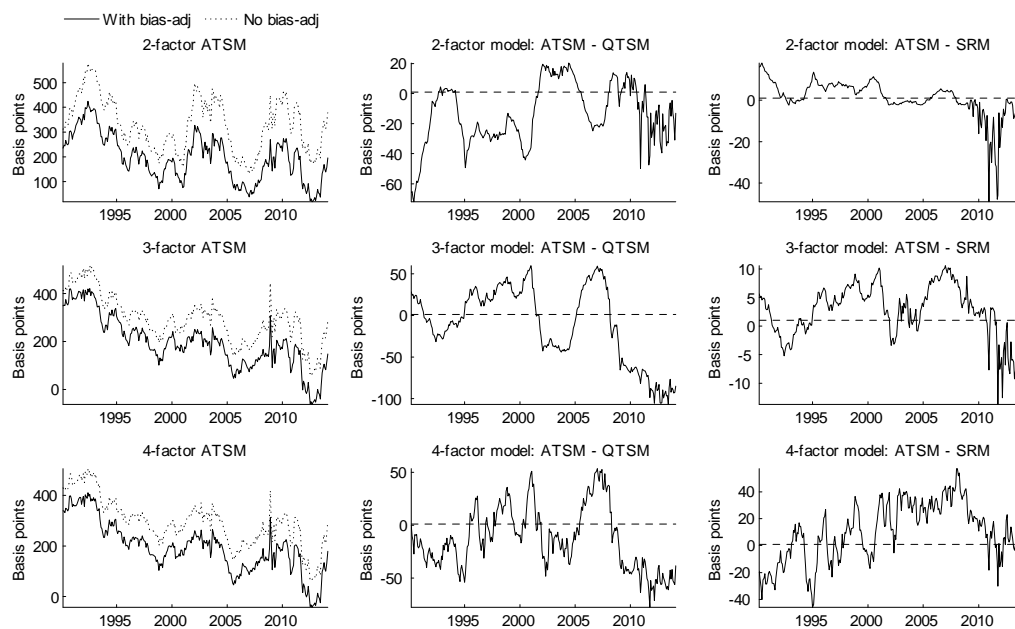 With bias-adj No bias-adj
2-factor ATSM
Basis points
500
400
300
200
100
1995 2000 2005 2010
2-factor model: ATSM - QTSM
Basis points
20
0
-20
-40
-60
1995 2000 2005 2010
2-factor model: ATSM - SRM
Basis points
0
-20
-40
1995 2000 2005 2010
3-factor ATSM
Basis points
400
200
0
1995 2000 2005 2010
3-factor model: ATSM - QTSM
Basis points
50
0
-50
-100
1995 2000 2005 2010
3-factor model: ATSM - SRM
Basis points
10
5
0
-5
-10
1995 2000 2005 2010
4-factor ATSM
Basis points
400
200
0
1995 2000 2005 2010
4-factor model: ATSM - QTSM
Basis points
50
0
-50
1995 2000 2005 2010
4-factor model: ATSM - SRM
Basis points
40
20
0
-20
-40
1995 2000 2005 2010